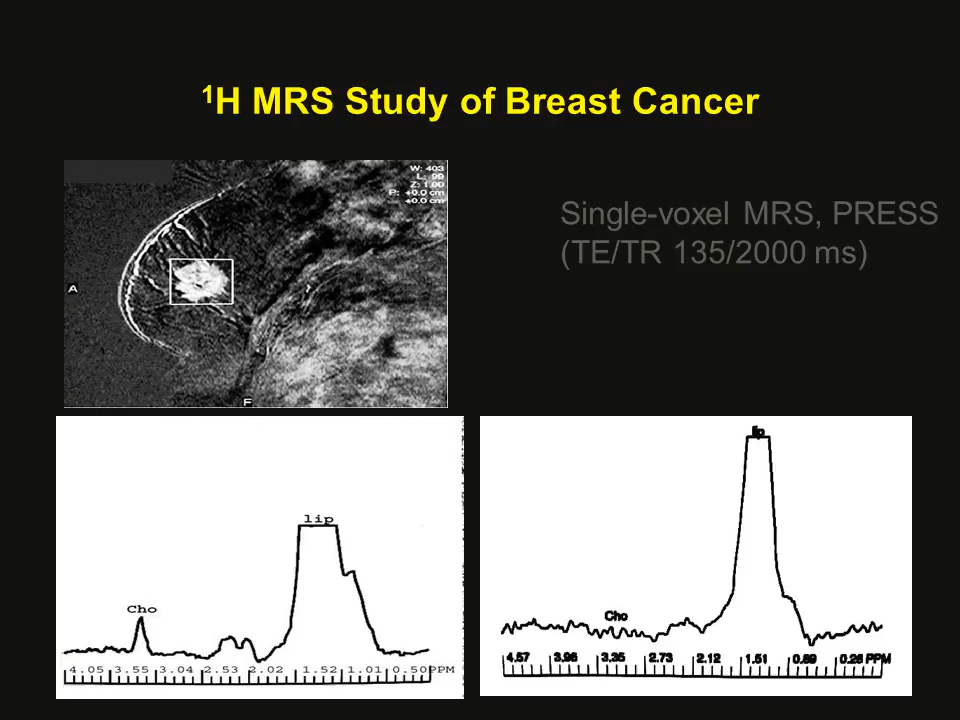 ¹H MRS Study of Breast Cancer
W: 403
L: 99
Z: 1.00
P: +0.0 cm
+0.0 cm
A
F
Single-voxel MRS, PRESS
(TE/TR 135/2000 ms)
lip
Cho
4.05 3.55 3.04 2.53 2.02 1.52 1.01 0.50 PPM
lip
Cho
4.57 3.96 3.35 2.73 2.12 1.51 0.89 0.28 PPM